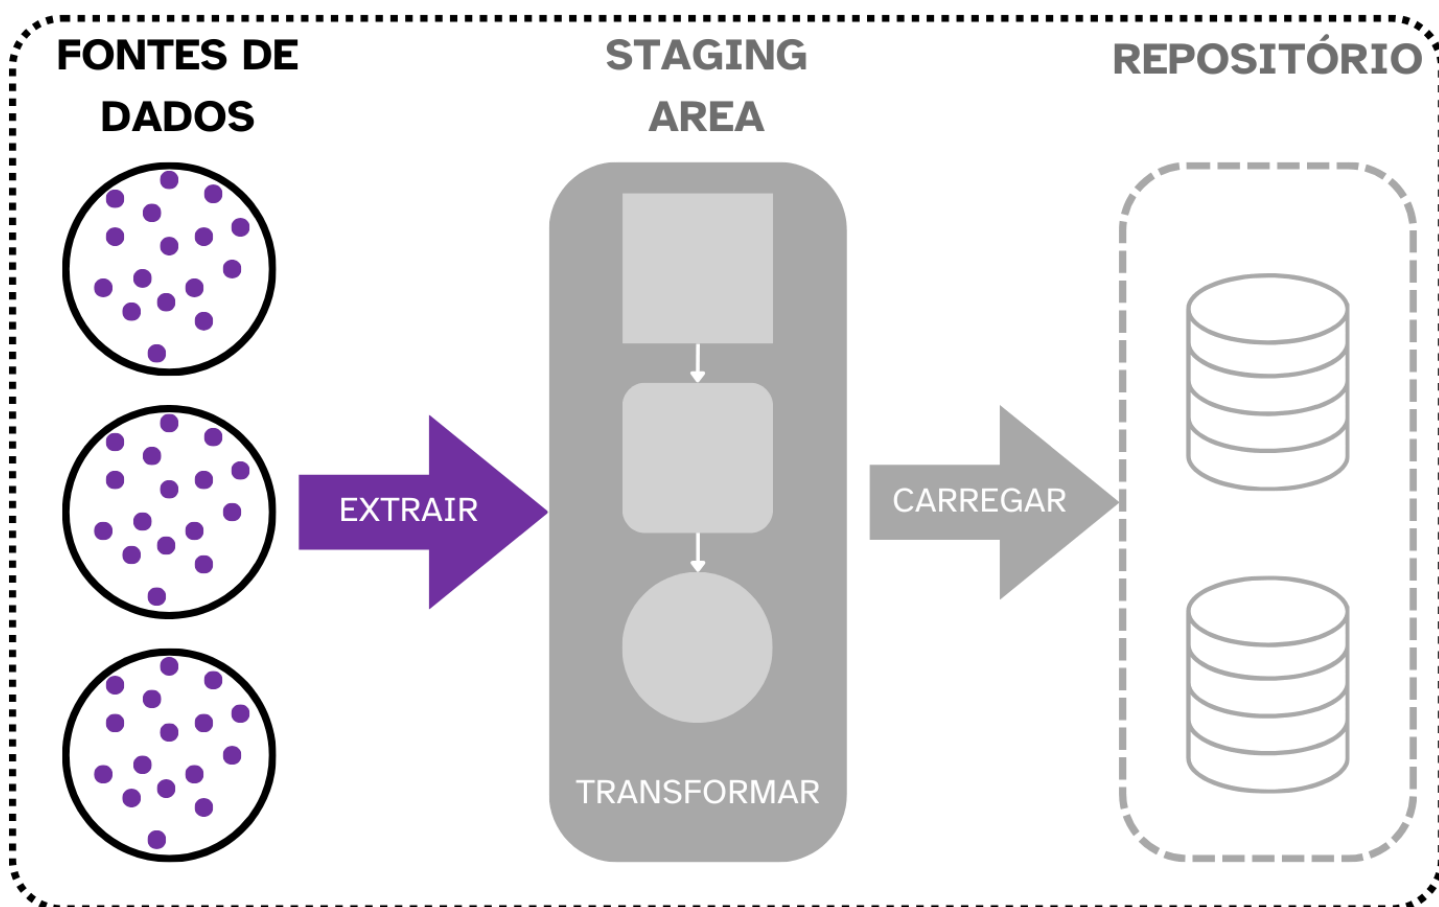 FONTES DE
DADOS
STAGING
AREA
REPOSITÓRIO
EXTRAIR
CARREGAR
TRANSFORMAR